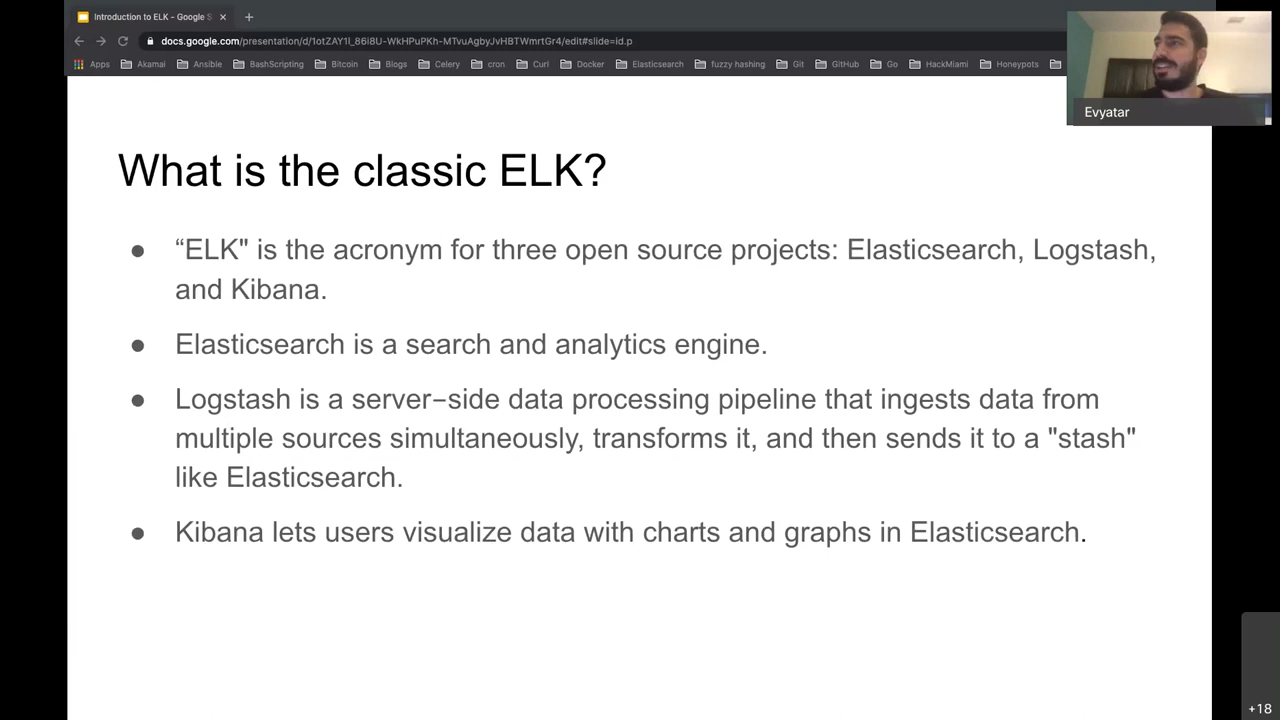 Introduction to ELK - Google S
docs.google.com/presentation/d/1otZAY1l_86i8U-WkHPuPKh-MTvuAgbyJvHBTWmrtGr4/edit#slide=id.p
Apps Akamai Ansible BashScripting Bitcoin Blogs Celery cron Curl Docker Elasticsearch fuzzy hashing Git GitHub Go HackMiami Honeypots
Evyatar
What is the classic ELK?
● “ELK" is the acronym for three open source projects: Elasticsearch, Logstash,
and Kibana.
● Elasticsearch is a search and analytics engine.
● Logstash is a server–side data processing pipeline that ingests data from
multiple sources simultaneously, transforms it, and then sends it to a "stash"
like Elasticsearch.
● Kibana lets users visualize data with charts and graphs in Elasticsearch.
+18